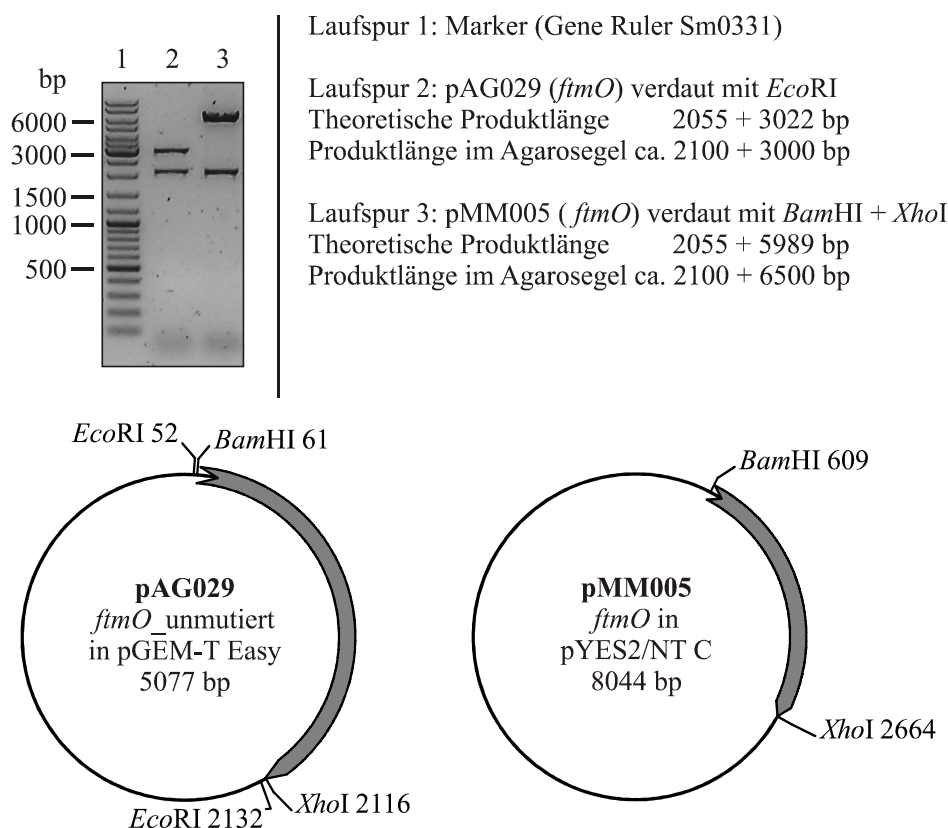 Laufspur 1: Marker (Gene Ruler Sm0331)
Laufspur 2: pAG029 (ftmO) verdaut mit EcoRI
Theoretische Produktlänge 2055 + 3022 bp
Produktlänge im Agarosegel ca. 2100 + 3000 bp
Laufspur 3: pMM005 ( ftmO) verdaut mit BamHI + XhoI
Theoretische Produktlänge 2055 + 5989 bp
Produktlänge im Agarosegel ca. 2100 + 6500 bp
bp
1 2 3
6000
3000
1500
1000
500
EcoRI 52
BamHI 61
pAG029
ftmO_unmutiert
in pGEM-T Easy
5077 bp
EcoRI 2132
XhoI 2116
BamHI 609
pMM005
ftmO in
pYES2/NT C
8044 bp
XhoI 2664